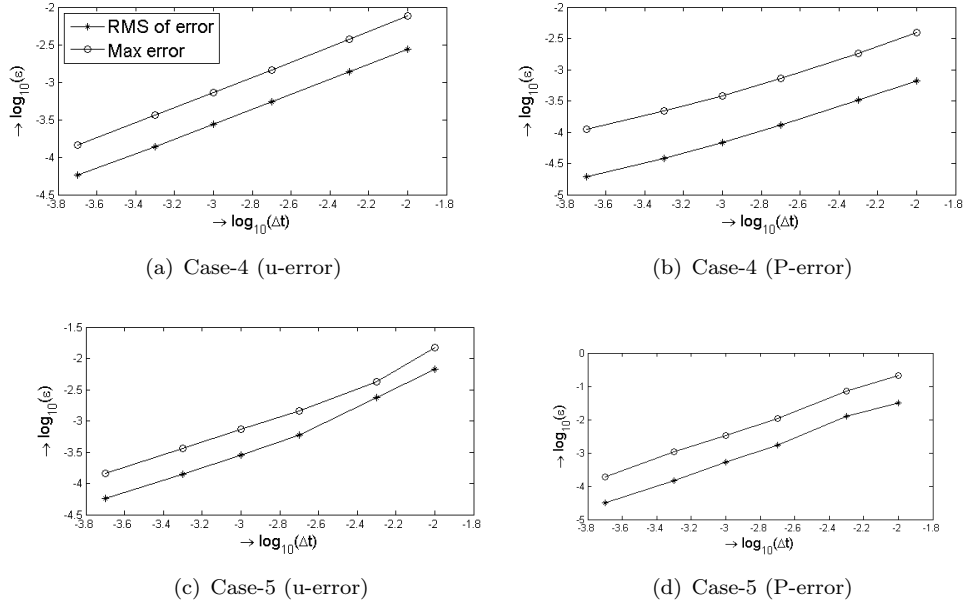 -2
-2.5
-3
-3.5
-4
-4.5
→ log10(ε)
RMS of error
Max error
-3.8 -3.6 -3.4 -3.2 -3 -2.8 -2.6 -2.4 -2.2 -2 -1.8
→ log10(Δt)
(a) Case-4 (u-error)
-2
-2.5
-3
-3.5
-4
-4.5
-5
→ log10(ε)
-3.8 -3.6 -3.4 -3.2 -3 -2.8 -2.6 -2.4 -2.2 -2 -1.8
→ log10(Δt)
(b) Case-4 (P-error)
-1.5
-2
-2.5
-3
-3.5
-4
-4.5
→ log10(ε)
-3.8 -3.6 -3.4 -3.2 -3 -2.8 -2.6 -2.4 -2.2 -2 -1.8
→ log10(Δt)
(c) Case-5 (u-error)
0
-1
-2
-3
-4
-5
→ log10(ε)
-3.8 -3.6 -3.4 -3.2 -3 -2.8 -2.6 -2.4 -2.2 -2 -1.8
→ log10(Δt)
(d) Case-5 (P-error)